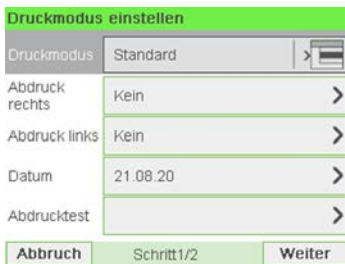 Druckmodus einstellen
Druckmodus Standard
Abdruck rechts Kein
Abdruck links Kein
Datum 21.08.20
Abdrucktest
Abbruch Schritt1/2 Weiter